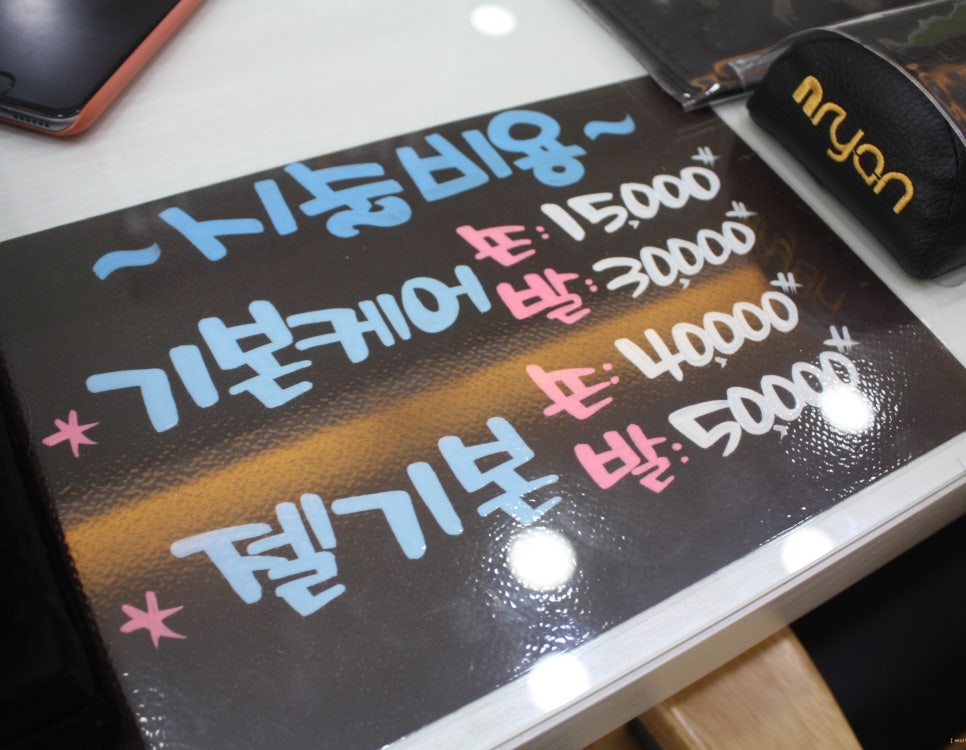 ~시술비용~
* 기본케어 손: 15,000#
발: 30,000#
* 젤기본 손: 40,000#
발: 50,000#
Mryan